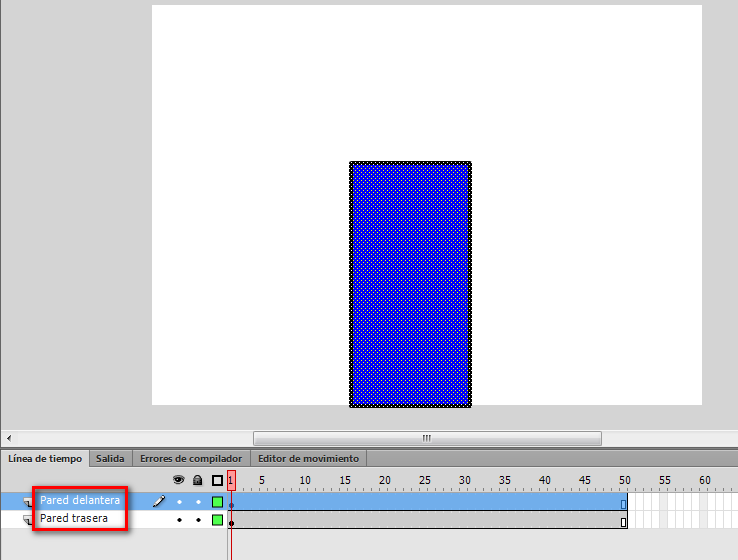 Línea de tiempo Salida Errores de compilador Editor de movimiento
1 5 10 15 20 25 30 35 40 45 50 55 60
Pared delantera
Pared trasera